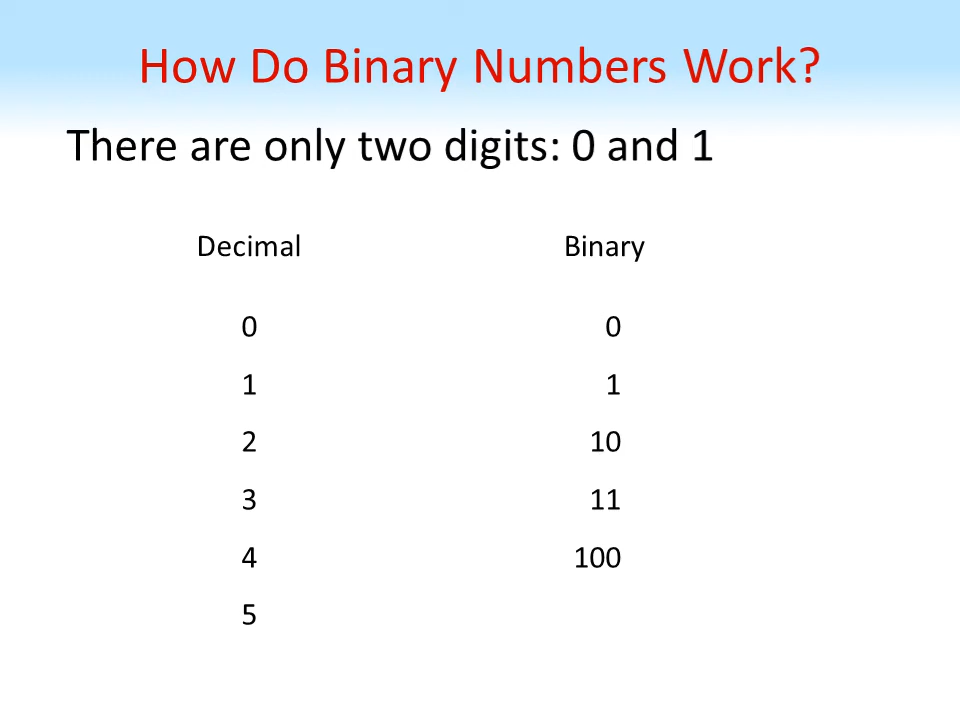 How Do Binary Numbers Work?
There are only two digits: 0 and 1
Decimal Binary
0 0
1 1
2 10
3 11
4 100
5